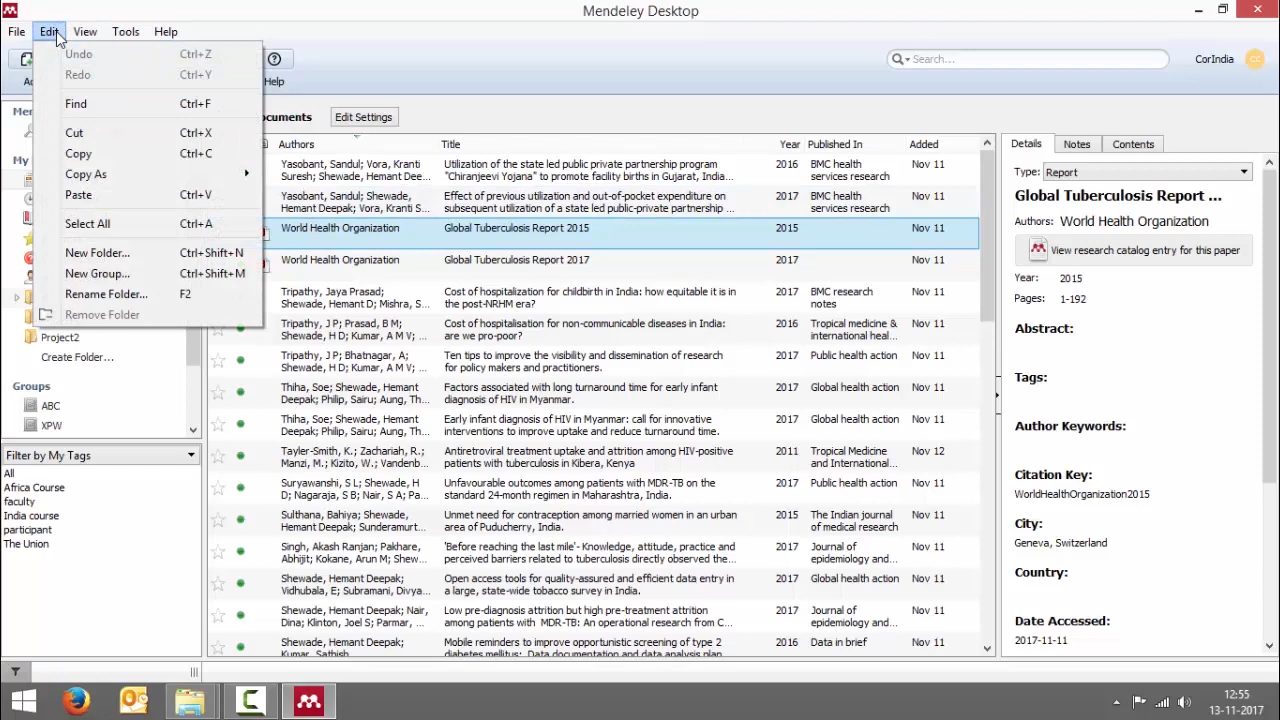 Mendeley Desktop
File Edit View Tools Help
Undo Ctrl+Z
Redo Ctrl+Y
Find Ctrl+F
Cut Ctrl+X
Copy Ctrl+C
Copy As
Paste Ctrl+V
Select All Ctrl+A
New Folder... Ctrl+Shift+N
New Group... Ctrl+Shift+M
Rename Folder... F2
Remove Folder
Help
Search...
CorIndia
CC
Project2
Create Folder...
Groups
ABC
XPW
Filter by My Tags
All
Africa Course
faculty
India course
participant
The Union
Edit Settings
Authors Title Year Published In Added
Yasobant, Sandul; Vora, Kranti Utilization of the state led public private partnership program 2016 BMC health Nov 11
Suresh; Shewade, Hemant Dee... "Chiranjeevi Yojana" to promote facility births in Gujarat, India... services research
Yasobant, Sandul; Shewade, Effect of previous utilization and out-of-pocket expenditure on 2017 BMC health Nov 11
Hemant Deepak; Vora, Kranti S... subsequent utilization of a state led public-private partnership ... services research
World Health Organization Global Tuberculosis Report 2015 2015 Nov 11
World Health Organization Global Tuberculosis Report 2017 2017 Nov 11
Tripathy, Jaya Prasad; Cost of hospitalization for childbirth in India: how equitable it is in 2017 BMC research Nov 11
Shewade, Hemant D; Mishra, S... the post-NRHM era? notes
Tripathy, J P; Prasad, B M; Cost of hospitalisation for non-communicable diseases in India: 2016 Tropical medicine & Nov 11
Shewade, H D; Kumar, A M V; ... are we pro-poor? international heal...
Tripathy, J P; Bhatnagar, A; Ten tips to improve the visibility and dissemination of research 2017 Public health action Nov 11
Shewade, H D; Kumar, A M V; ... for policy makers and practitioners.
Thiha, Soe; Shewade, Hemant Factors associated with long turnaround time for early infant 2017 Global health action Nov 11
Deepak; Philip, Sairu; Aung, Th... diagnosis of HIV in Myanmar.
Thiha, Soe; Shewade, Hemant Early infant diagnosis of HIV in Myanmar: call for innovative 2017 Global health action Nov 11
Deepak; Philip, Sairu; Aung, Th... interventions to improve uptake and reduce turnaround time.
Tayler-Smith, K.; Zachariah, R.; Antiretroviral treatment uptake and attrition among HIV-positive 2011 Tropical Medicine Nov 12
Manzi, M.; Kizito, W.; Vandenb... patients with tuberculosis in Kibera, Kenya and International...
Suryawanshi, S L; Shewade, H Unfavourable outcomes among patients with MDR-TB on the 2017 Public health action Nov 11
D; Nagaraja, S B; Nair, S A; Pa... standard 24-month regimen in Maharashtra, India.
Sulthana, Bahiya; Shewade, Unmet need for contraception among married women in an urban 2015 The Indian journal Nov 11
Hemant Deepak; Sunderamurt... area of Puducherry, India. of medical research
Singh, Akash Ranjan; Pakhare, 'Before reaching the last mile'- Knowledge, attitude, practice and 2017 Journal of Nov 11
Abhijit; Kokane, Arun M; Shew... perceived barriers related to tuberculosis directly observed the... epidemiology and...
Shewade, Hemant Deepak; Open access tools for quality-assured and efficient data entry in 2017 Global health action Nov 11
Vidhubala, E; Subramani, Divya... a large, state-wide tobacco survey in India.
Shewade, Hemant Deepak; Nair, Low pre-diagnosis attrition but high pre-treatment attrition 2017 Journal of Nov 11
Dina; Klinton, Joel S; Parmar, ... among patients with MDR-TB: An operational research from C... epidemiology and...
Shewade, Hemant Deepak; Mobile reminders to improve opportunistic screening of type 2 2016 Data in brief Nov 11
Kumar, Sathish diabetes mellitus: Data documentation and data analysis plan
Details Notes Contents
Type: Report
Global Tuberculosis Report ...
Authors: World Health Organization
View research catalog entry for this paper
Year: 2015
Pages: 1-192
Abstract:
Tags:
Author Keywords:
Citation Key:
WorldHealthOrganization2015
City:
Geneva, Switzerland
Country:
Date Accessed:
2017-11-11
12:55
13-11-2017